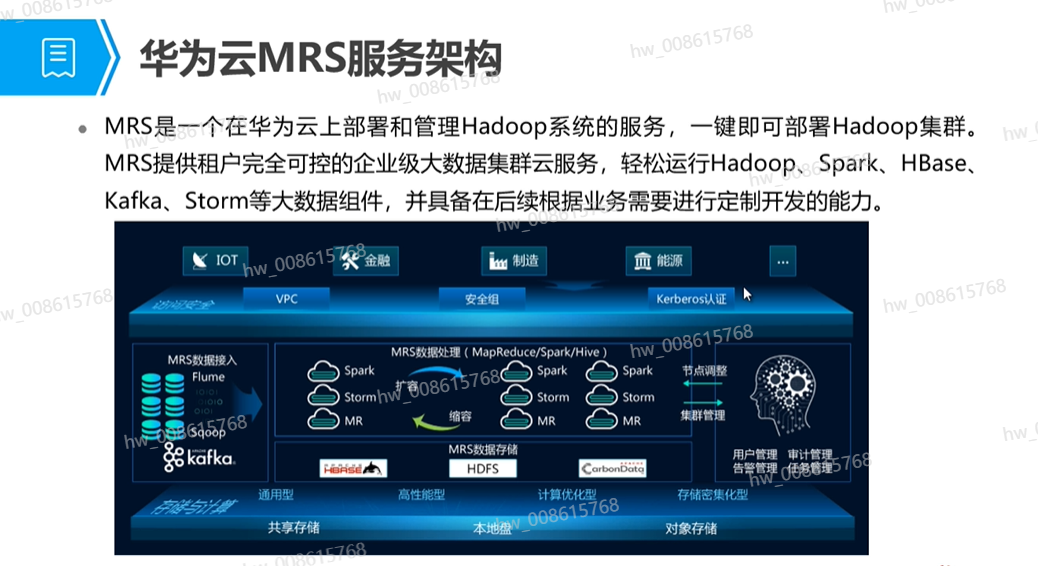 华为云MRS服务架构
MRS是一个在华为云上部署和管理Hadoop系统的服务，一键即可部署Hadoop集群。
MRS提供租户完全可控的企业级大数据集群云服务，轻松运行Hadoop、Spark、HBase、
Kafka、Storm等大数据组件，并具备在后续根据业务需要进行定制开发的能力。
IOT 金融 制造 能源 ...
访问安全 VPC 安全组 Kerberos认证
MRS数据接入
Flume
Sqoop
kafka
MRS数据处理（MapReduce/Spark/Hive）
Spark 扩容 Spark Spark
Storm Storm Storm
MR 缩容 MR MR
节点调整
集群管理
MRS数据存储
HBASE HDFS CarbonData
用户管理 审计管理
告警管理 任务管理
通用型 高性能型 计算优化型 存储密集化型
存储与计算
共享存储 本地盘 对象存储
hw_008615768